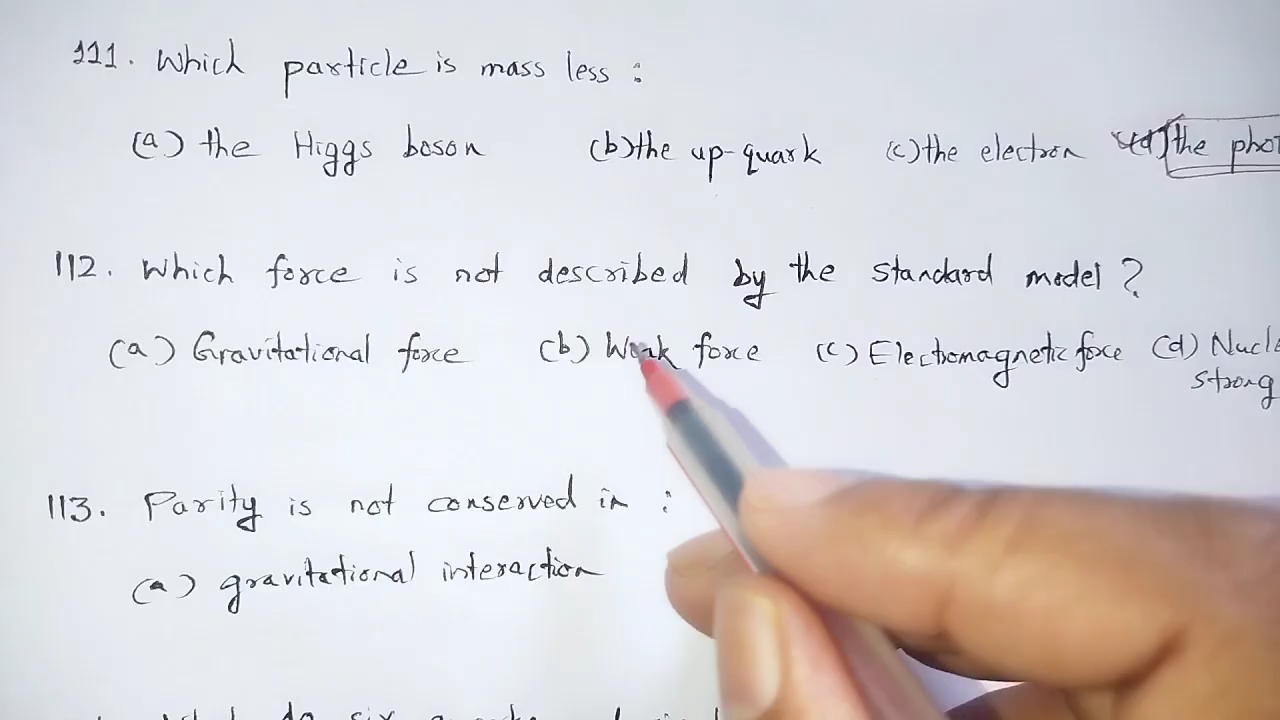 111. Which particle is mass less :
(a) the Higgs boson (b) the up-quark (c) the electron (d) the
112. Which force is not described by the standard model ?
(a) Gravitational force (b) Weak force (c) Electromagnetic force (d)
strong
113. Parity is not conserved in :
(a) gravitational interaction